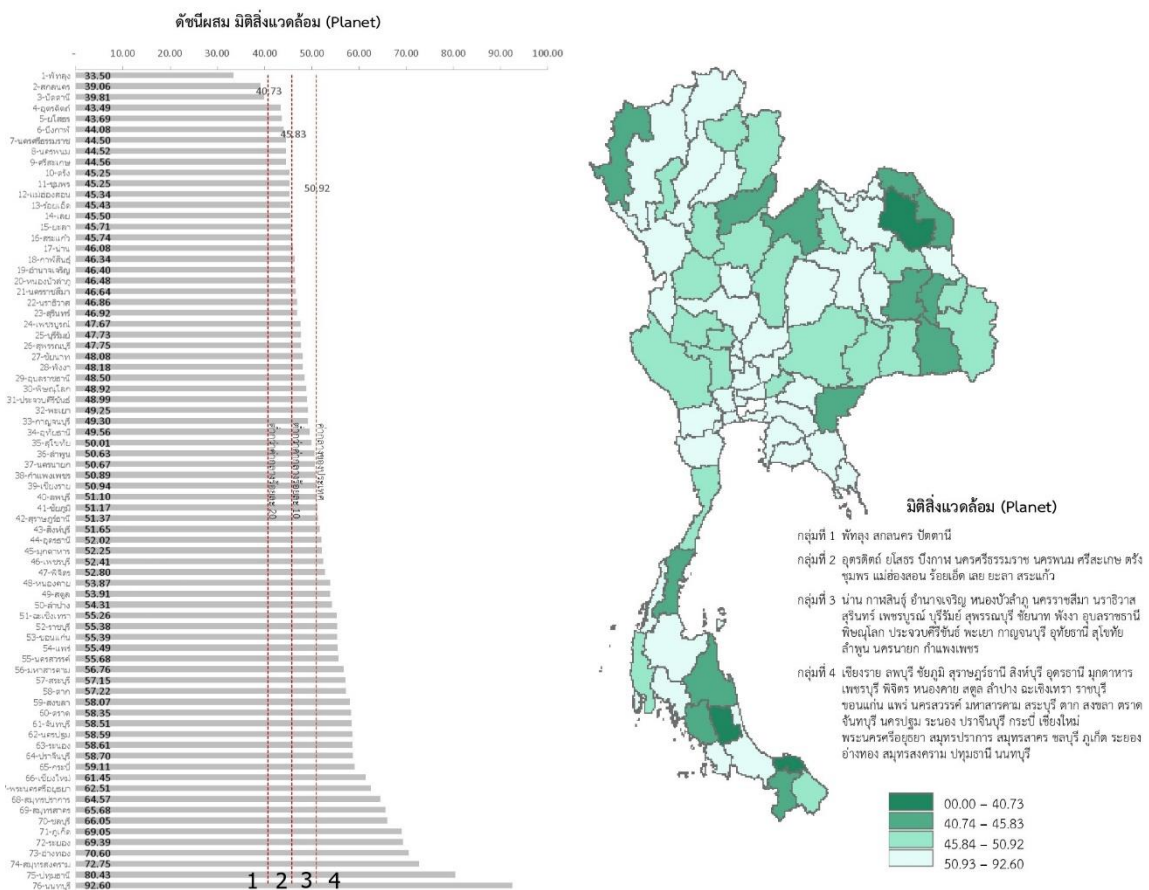 ดัชนีผสม มิติสิ่งแวดล้อม (Planet)
- 10.00 20.00 30.00 40.00 50.00 60.00 70.00 80.00 90.00 100.00
1-พัทลุง 33.50
2-สกลนคร 39.06
40.73
3-ปัตตานี 39.81
4-อุตรดิตถ์ 43.49
5-ยโสธร 43.69
6-บึงกาฬ 44.08
45.83
7-นครศรีธรรมราช 44.50
8-นครพนม 44.52
9-ศรีสะเกษ 44.56
10-ตรัง 45.25
11-ชุมพร 45.25
50.92
12-แม่ฮ่องสอน 45.34
13-ร้อยเอ็ด 45.43
14-เลย 45.50
15-ยะลา 45.71
16-สระแก้ว 45.74
17-น่าน 46.08
18-กาฬสินธุ์ 46.34
19-อำนาจเจริญ 46.40
20-หนองบัวลำภู 46.48
21-นครราชสีมา 46.64
22-นราธิวาส 46.86
23-สุรินทร์ 46.92
24-เพชรบูรณ์ 47.67
25-บุรีรัมย์ 47.73
26-สุพรรณบุรี 47.75
27-ชัยนาท 48.08
28-พังงา 48.18
29-อุบลราชธานี 48.50
30-พิษณุโลก 48.92
31-ประจวบคีรีขันธ์ 48.99
32-พะเยา 49.25
33-กาญจนบุรี 49.30
34-อุทัยธานี 49.56
35-สุโขทัย 50.01
36-ลำพูน 50.63
37-นครนายก 50.67
38-กำแพงเพชร 50.89
39-เชียงราย 50.94
40-ลพบุรี 51.10
41-ชัยภูมิ 51.17
42-สุราษฎร์ธานี 51.37
43-สิงห์บุรี 51.65
44-อุดรธานี 52.02
45-มุกดาหาร 52.25
46-เพชรบุรี 52.41
47-พิจิตร 52.80
48-หนองคาย 53.87
49-สตูล 53.91
50-ลำปาง 54.31
51-ฉะเชิงเทรา 55.26
52-ราชบุรี 55.38
53-ขอนแก่น 55.39
54-แพร่ 55.49
55-นครสวรรค์ 55.68
56-มหาสารคาม 56.76
57-สระบุรี 57.15
58-ตาก 57.22
59-สงขลา 58.07
60-ตราด 58.35
61-จันทบุรี 58.51
62-นครปฐม 58.59
63-ระนอง 58.61
64-ปราจีนบุรี 58.70
65-กระบี่ 59.11
66-เชียงใหม่ 61.45
-พระนครศรีอยุธยา 62.51
68-สมุทรปราการ 64.57
69-สมุทรสาคร 65.68
70-ชลบุรี 66.05
71-ภูเก็ต 69.05
72-ระยอง 69.39
73-อ่างทอง 70.60
74-สมุทรสงคราม 72.75
75-ปทุมธานี 80.43
76-นนทบุรี 92.60
1 2 3 4
มิติสิ่งแวดล้อม (Planet)
กลุ่มที่ 1 พัทลุง สกลนคร ปัตตานี
กลุ่มที่ 2 อุตรดิตถ์ ยโสธร บึงกาฬ นครศรีธรรมราช นครพนม ศรีสะเกษ ตรัง
ชุมพร แม่ฮ่องสอน ร้อยเอ็ด เลย ยะลา สระแก้ว
กลุ่มที่ 3 น่าน กาฬสินธุ์ อำนาจเจริญ หนองบัวลำภู นครราชสีมา นราธิวาส
สุรินทร์ เพชรบูรณ์ บุรีรัมย์ สุพรรณบุรี ชัยนาท พังงา อุบลราชธานี
พิษณุโลก ประจวบคีรีขันธ์ พะเยา กาญจนบุรี อุทัยธานี สุโขทัย
ลำพูน นครนายก กำแพงเพชร
กลุ่มที่ 4 เชียงราย ลพบุรี ชัยภูมิ สุราษฎร์ธานี สิงห์บุรี อุดรธานี มุกดาหาร
เพชรบุรี พิจิตร หนองคาย สตูล ลำปาง ฉะเชิงเทรา ราชบุรี
ขอนแก่น แพร่ นครสวรรค์ มหาสารคาม สระบุรี ตาก สงขลา ตราด
จันทบุรี นครปฐม ระนอง ปราจีนบุรี กระบี่ เชียงใหม่
พระนครศรีอยุธยา สมุทรปราการ สมุทรสาคร ชลบุรี ภูเก็ต ระยอง
อ่างทอง สมุทรสงคราม ปทุมธานี นนทบุรี
00.00 – 40.73
40.74 – 45.83
45.84 – 50.92
50.93 – 92.60